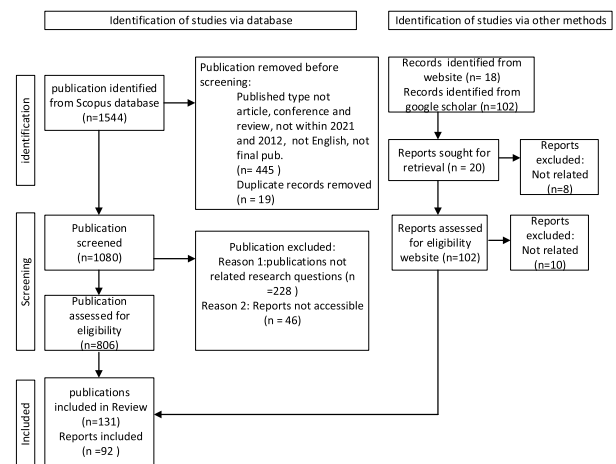 Identification of studies via database
Identification of studies via other methods
identification
publication identified
from Scopus database
(n=1544)
Publication removed before
screening:
Published type not
article, conference and
review, not within 2021
and 2012,  not English, not
final pub.
(n= 445 )
Duplicate records removed
(n = 19)
Records  identified from
website (n= 18)
Records identified from
google scholar (n=102)
Reports sought for
retrieval (n = 20)
Reports
excluded:
Not related
(n=8)
Screening
Publication
screened
(n=1080)
Publication excluded:
Reason 1:publications not
related research questions (n
=228 )
Reason 2: Reports not accessible
(n = 46)
Reports assessed
for eligibility
website (n=102)
Reports
excluded:
Not related
(n=10)
Publication
assessed for
eligibility
(n=806)
Included
publications
included in Review
(n=131)
Reports included
(n =92 )